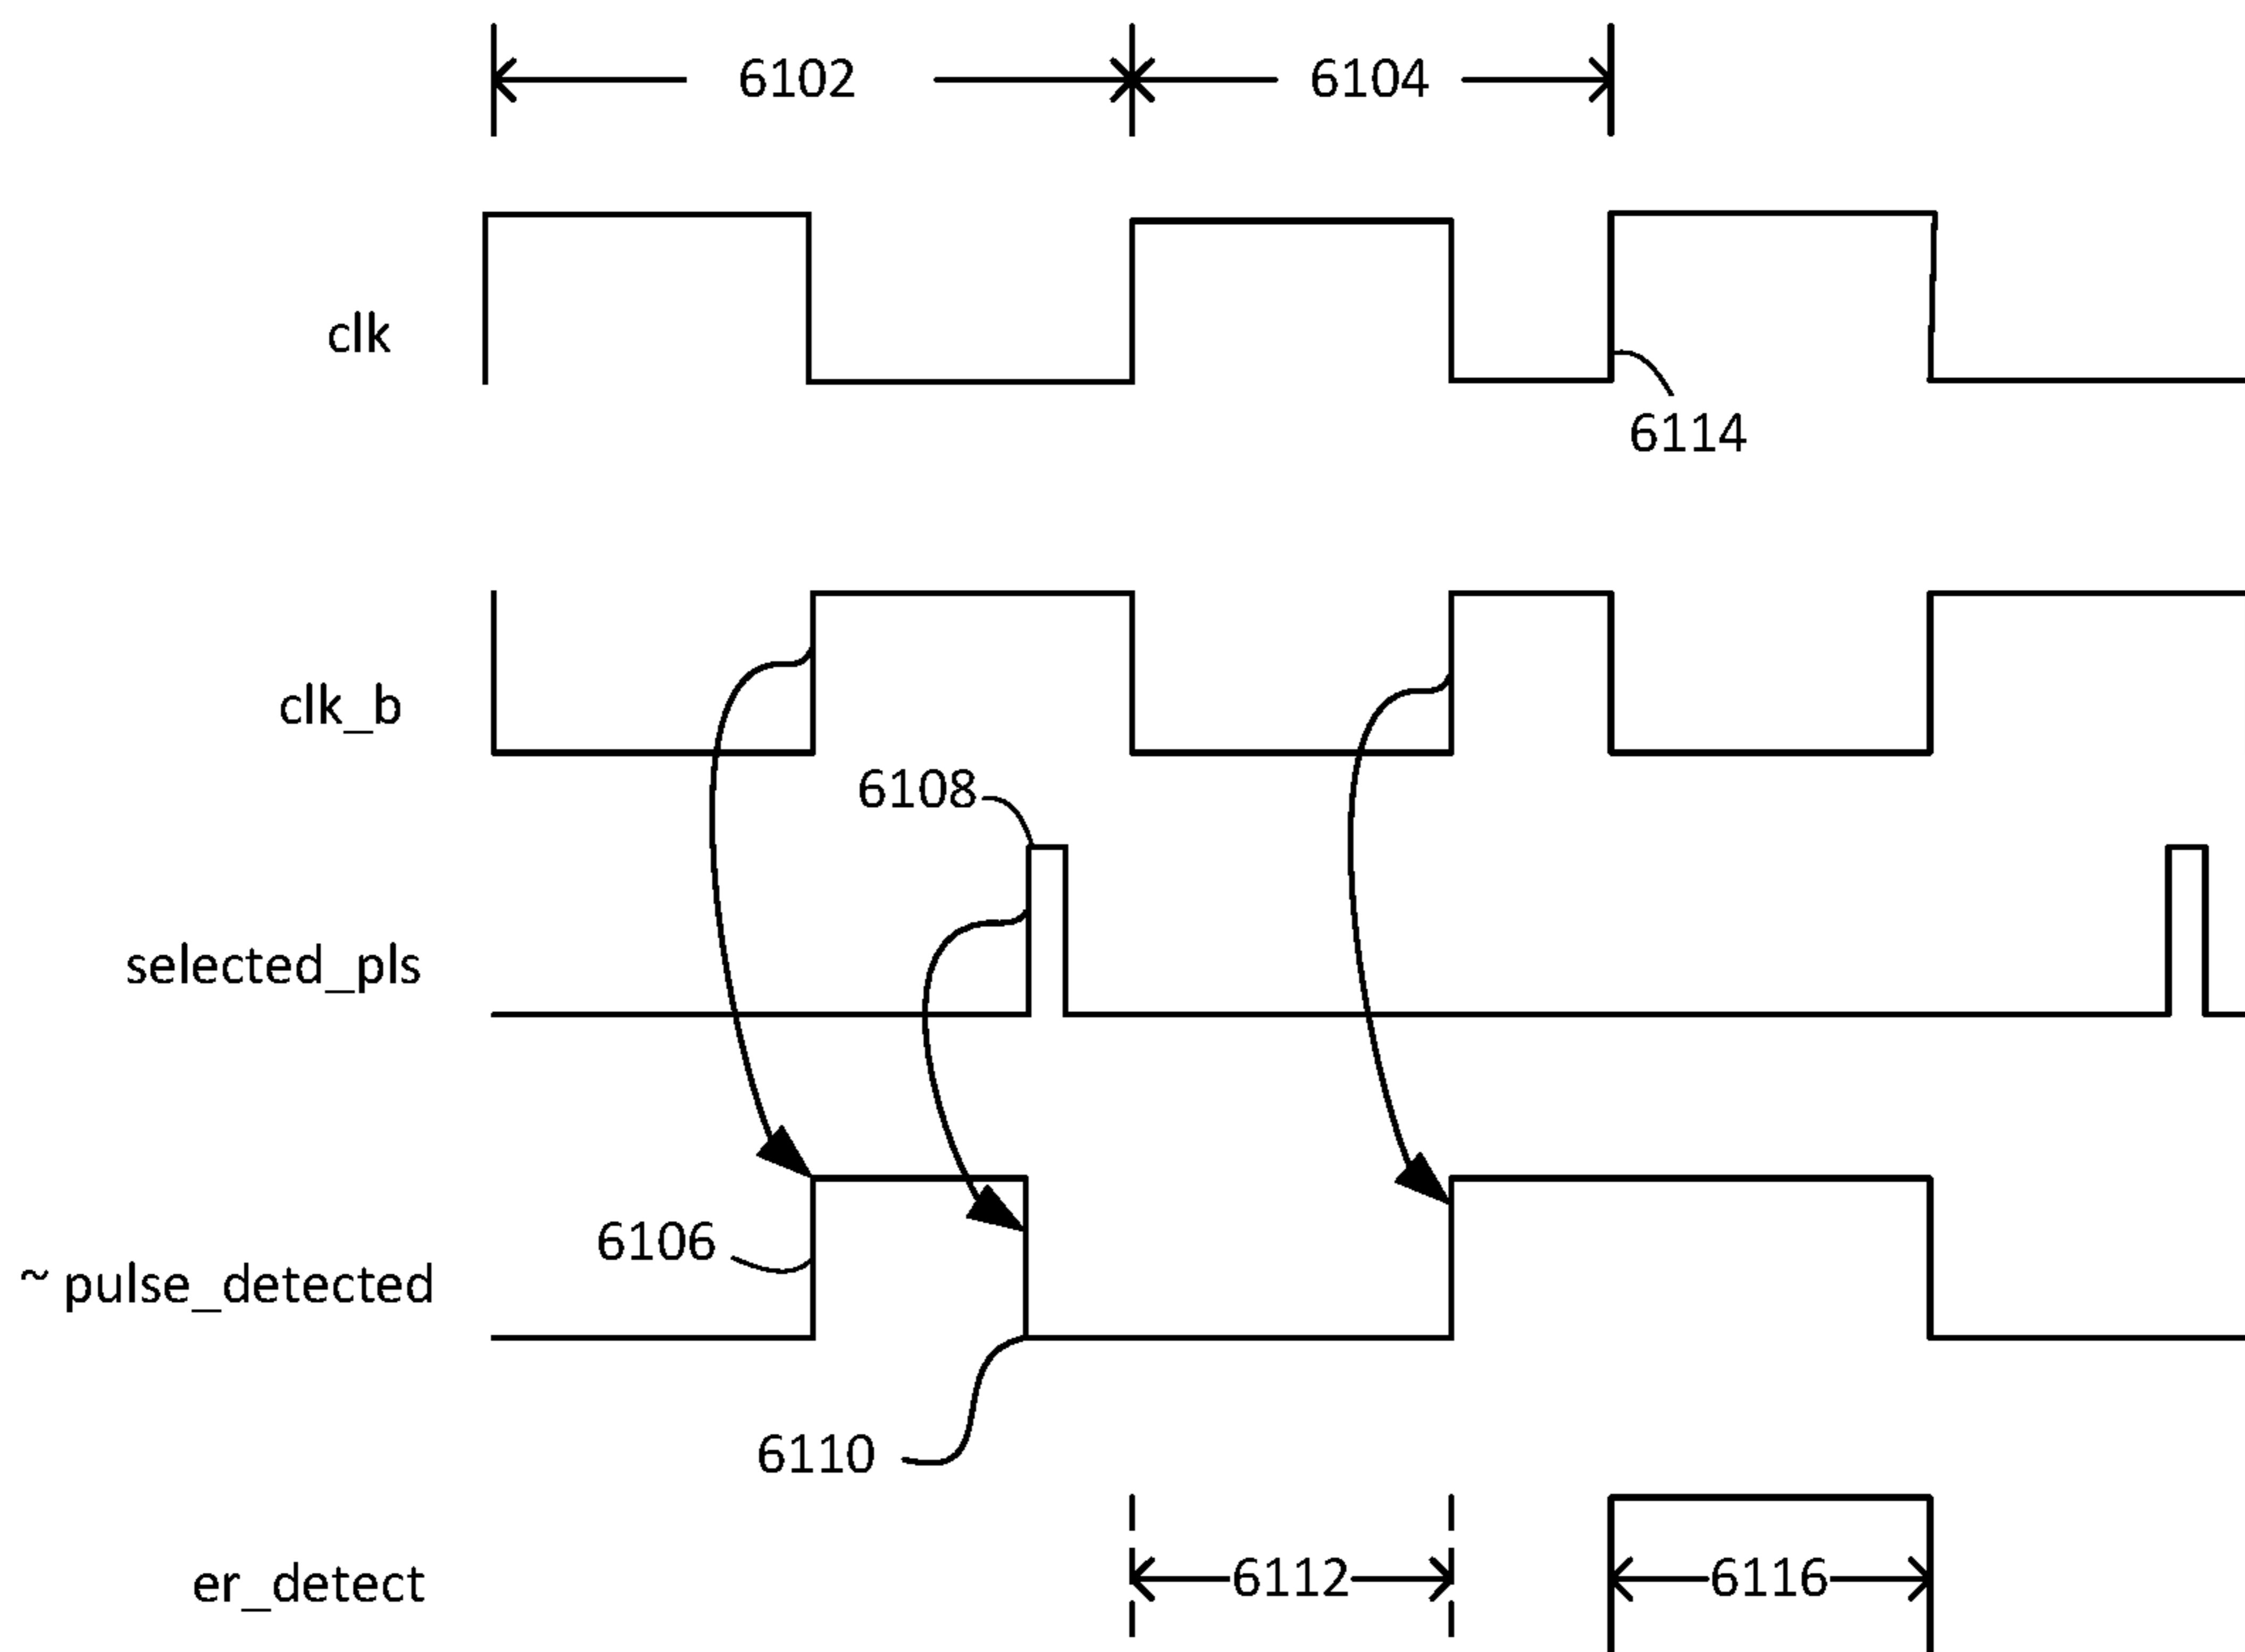 6102 6104
clk
6114
clk_b
6108
selected_pls
6106
~ pulse_detected
6110
er_detect
6112 6116